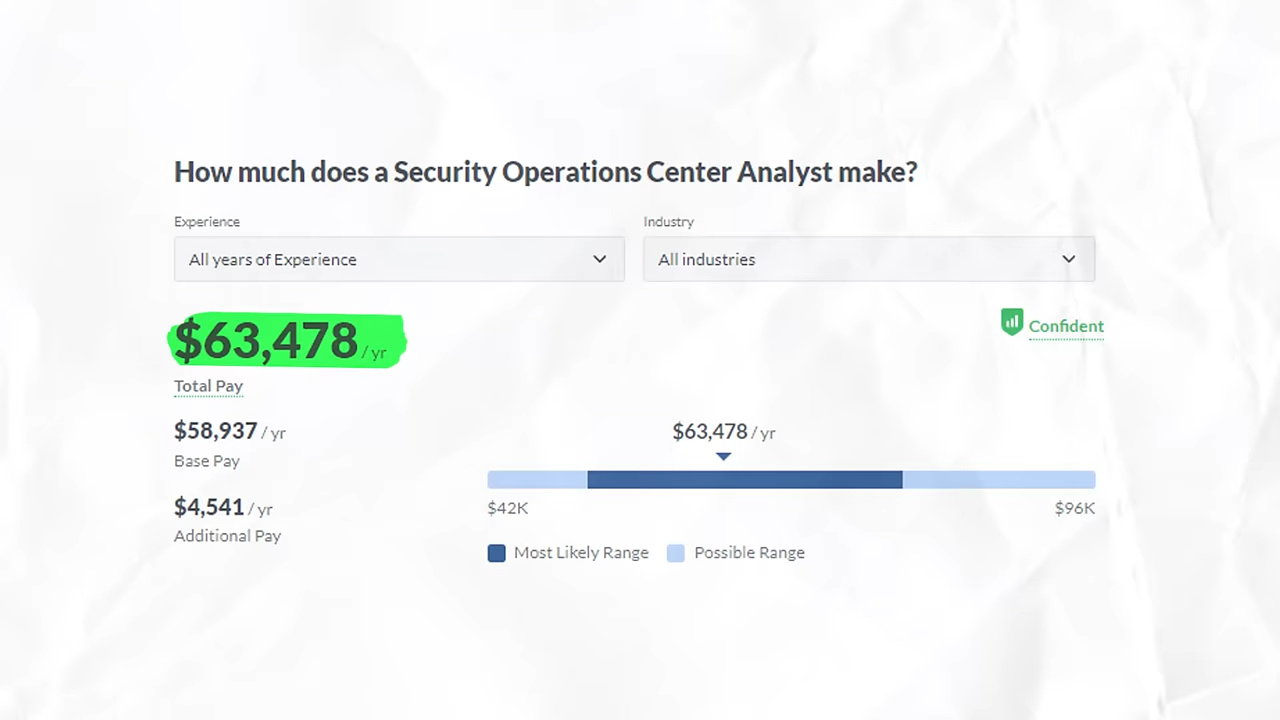 How much does a Security Operations Center Analyst make?
Experience
Industry
All years of Experience
All industries
$63,478 / yr
Confident
Total Pay
$58,937 / yr
Base Pay
$63,478 / yr
$4,541 / yr
Additional Pay
$42K
$96K
Most Likely Range
Possible Range